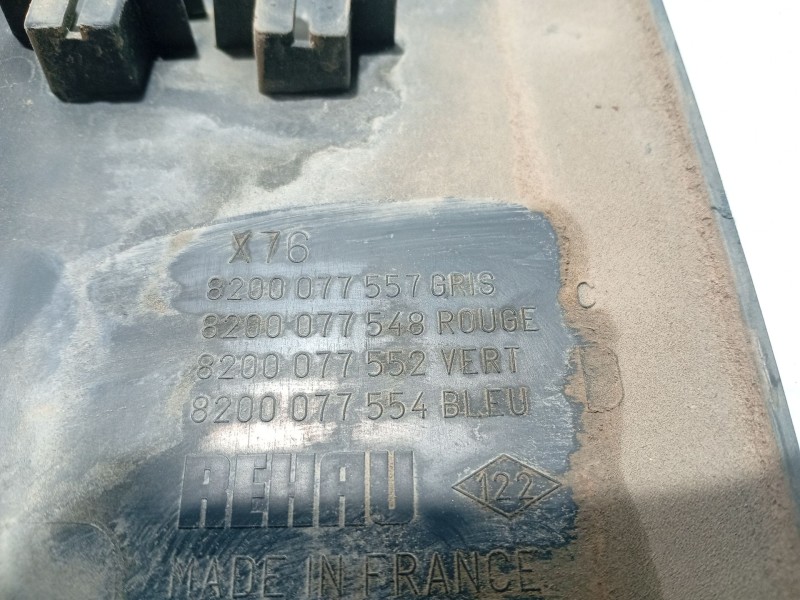 X76
8200 077 557 GRIS
8200 077 548 ROUGE
8200 077 552 VERT
8200 077 554 BLEU
C
REHAU 122
MADE IN FRANCE